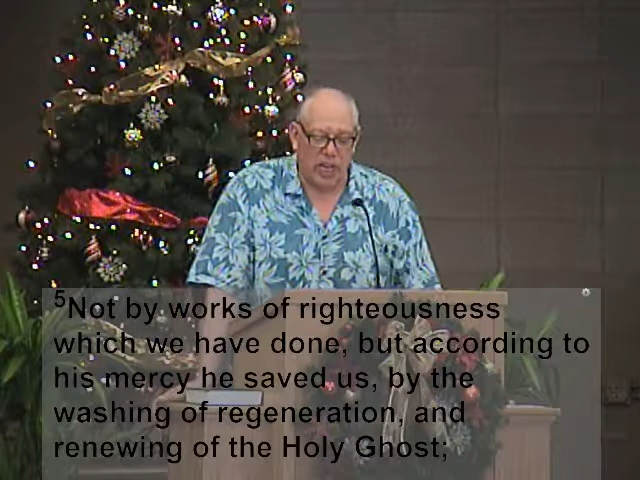 5Not by works of righteousness
which we have done, but according to
his mercy he saved us, by the
washing of regeneration, and
renewing of the Holy Ghost;